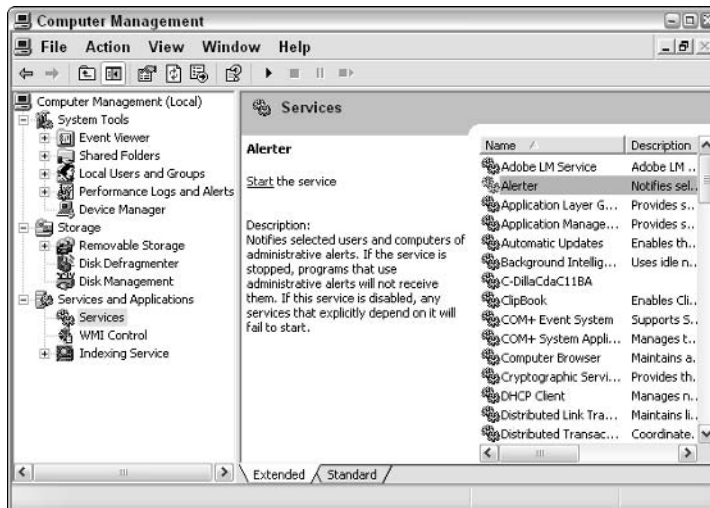 Computer Management
File Action View Window Help
Computer Management (Local)
System Tools
Event Viewer
Shared Folders
Local Users and Groups
Performance Logs and Alerts
Device Manager
Storage
Removable Storage
Disk Defragmenter
Disk Management
Services and Applications
Services
WMI Control
Indexing Service
Services
Alerter
Start the service
Description:
Notifies selected users and computers of
administrative alerts. If the service is
stopped, programs that use
administrative alerts will not receive
them. If this service is disabled, any
services that explicitly depend on it will
fail to start.
Name Description
Adobe LM Service Adobe LM ..
Alerter Notifies sel..
Application Layer G... Provides s..
Application Manage... Provides s..
Automatic Updates Enables th..
Background Intellig... Uses idle n..
C-DillaCdaC11BA
ClipBook Enables Cli..
COM+ Event System Supports S..
COM+ System Appli... Manages t..
Computer Browser Maintains a.
Cryptographic Servi... Provides th.
DHCP Client Manages n..
Distributed Link Tra... Maintains li..
Distributed Transac... Coordinate.
Extended Standard